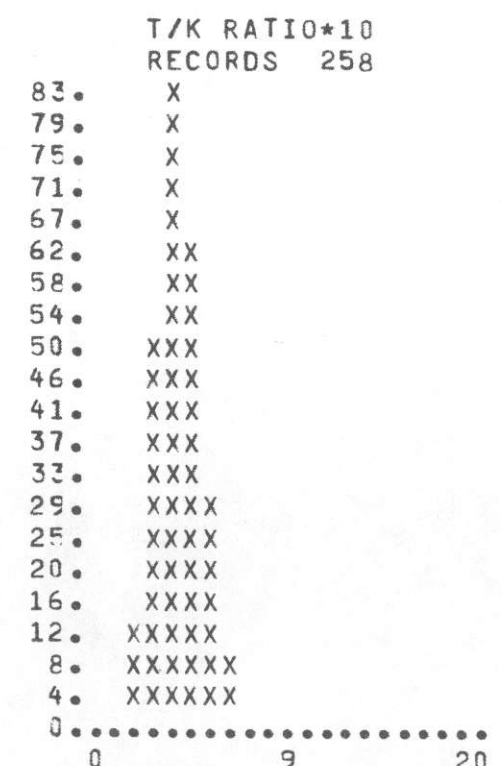 T/K RATIO*10
RECORDS 258
83. X
79. X
75. X
71. X
67. X
62. XX
58. XX
54. XX
50. XXX
46. XXX
41. XXX
37. XXX
33. XXX
29. XXXX
25. XXXX
20. XXXX
16. XXXX
12. XXXXX
8. XXXXXX
4. XXXXXX
0......................
0 9 20